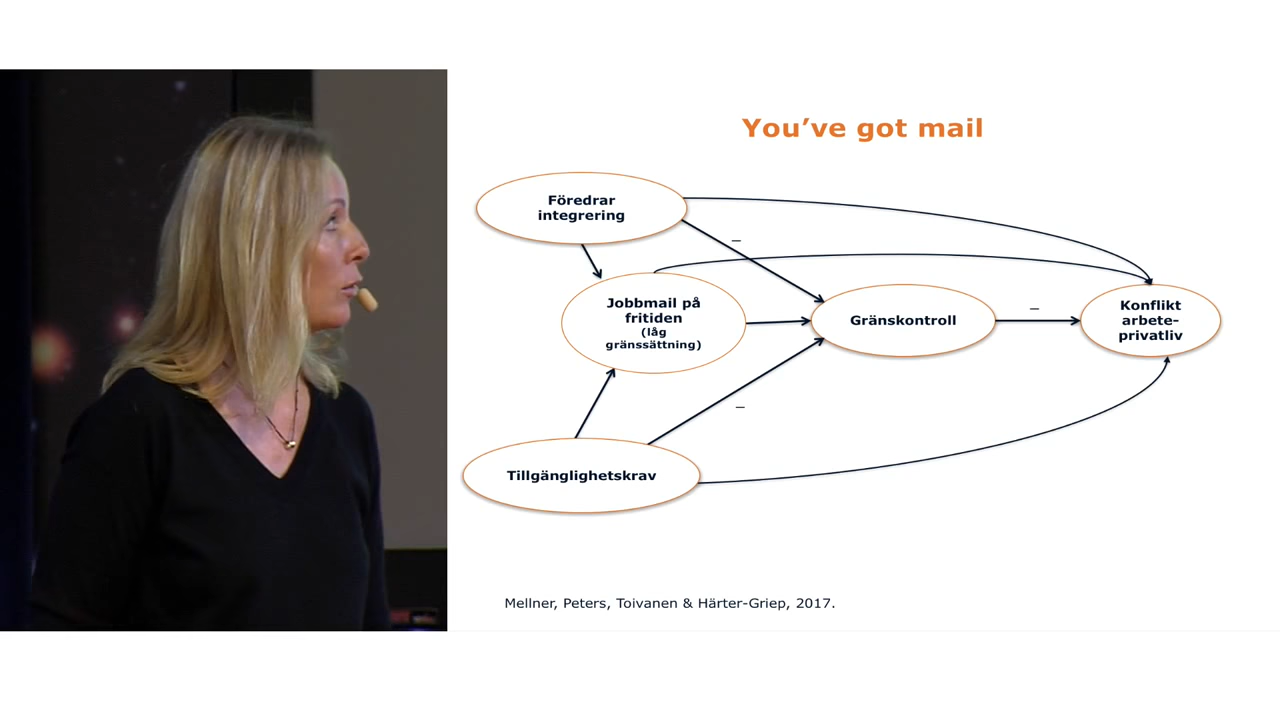 You’ve got mail
Föredrar
integrering
–
Jobbmail på
fritiden
(låg
gränssättning)
Gränskontroll
–
Konflikt
arbete-
privatliv
–
Tillgänglighetskrav
Mellner, Peters, Toivanen & Härter-Griep, 2017.